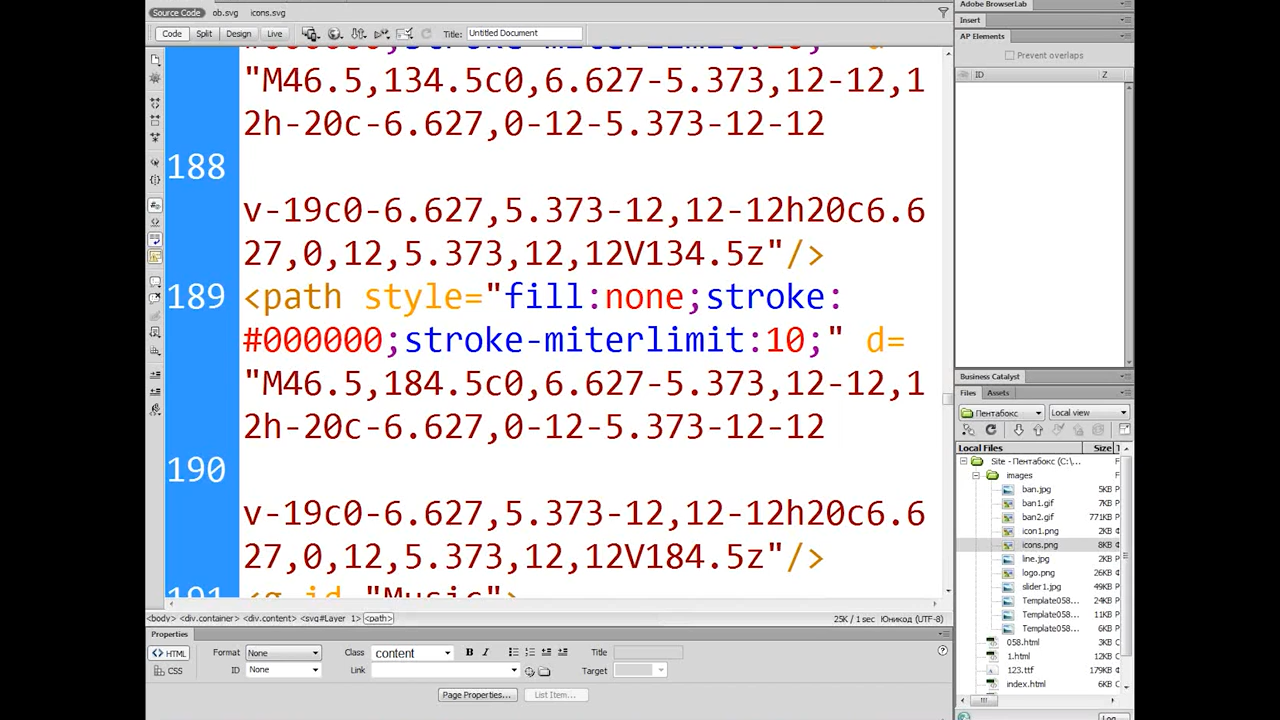 Source Code ob.svg icons.svg
Code Split Design Live Title: Untitled Document
"M46.5,134.5c0,6.627-5.373,12-12,1
2h-20c-6.627,0-12-5.373-12-12
188
v-19c0-6.627,5.373-12,12-12h20c6.6
27,0,12,5.373,12,12V134.5z"/>
189 <path style="fill:none;stroke:
#000000;stroke-miterlimit:10;" d=
"M46.5,184.5c0,6.627-5.373,12-12,1
2h-20c-6.627,0-12-5.373-12-12
190
v-19c0-6.627,5.373-12,12-12h20c6.6
27,0,12,5.373,12,12V184.5z"/>
191 <g id="Music">
<body> <div.container> <div.content> <svg#Layer 1> <path> 25K / 1 sec Юникод (UTF-8)
Properties
HTML Format None Class content B I Title
CSS ID None Link Target
Page Properties... List Item...
Adobe BrowserLab
Insert
AP Elements
Prevent overlaps
ID Z
Business Catalyst
Files Assets
Пентабокс Local view
Local Files Size
Site - Пентабокс (C:\...
images
ban.jpg 5KB
ban1.gif 2KB
ban2.gif 771KB
icon1.png 2KB
icons.png 8KB
line.jpg 2KB
logo.png 26KB
slider1.jpg 49KB
Template058... 24KB
Template058... 11KB
Template058... 6KB
058.html 3KB
1.html 12KB
123.ttf 179KB
index.html 6KB